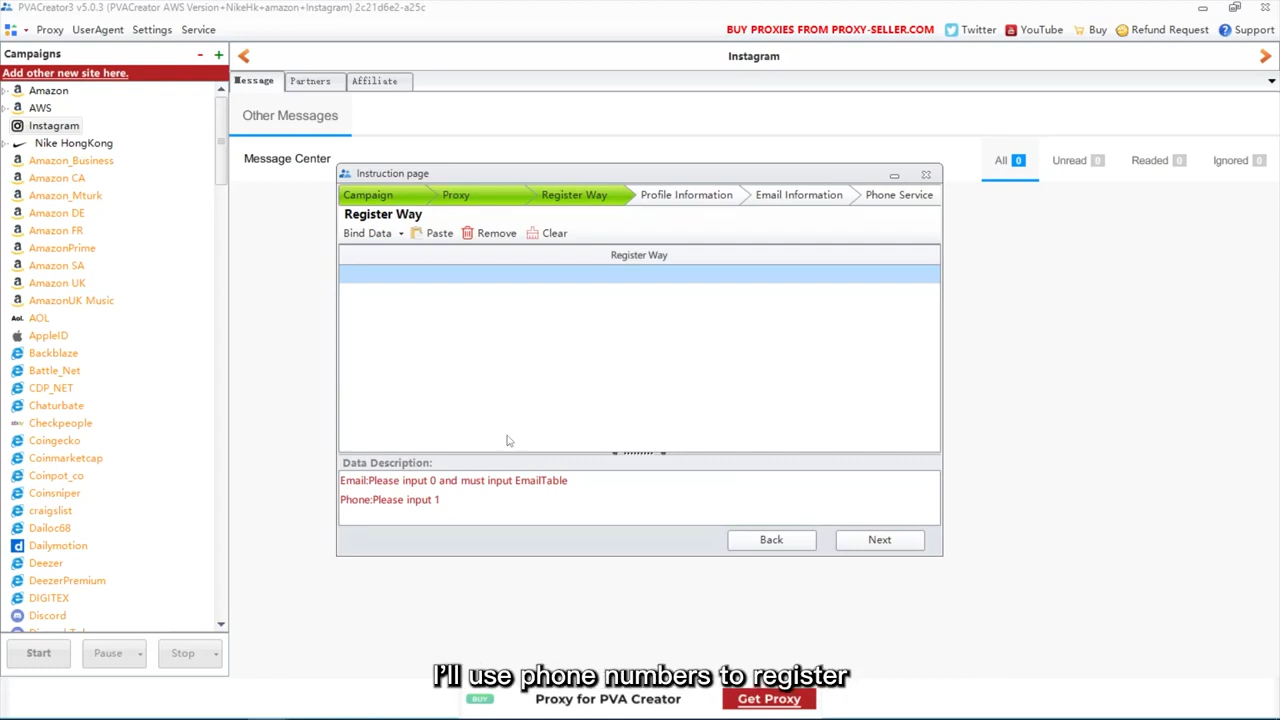 PVACreator3 v5.0.3 (PVACreator AWS Version+NikeHk+amazon+Instagram) 2c21d6e2-a25c
Proxy UserAgent Settings Service
BUY PROXIES FROM PROXY-SELLER.COM Twitter YouTube Buy Refund Request Support
Campaigns - +
Instagram
Add other new site here.
Message Partners Affiliate
Amazon
AWS
Instagram
Nike HongKong
Amazon_Business
Amazon CA
Amazon_Mturk
Amazon DE
Amazon FR
AmazonPrime
Amazon SA
Amazon UK
AmazonUK Music
AOL
AppleID
Backblaze
Battle_Net
CDP_NET
Chaturbate
Checkpeople
Coingecko
Coinmarketcap
Coinpot_co
Coinsniper
craigslist
Dailoc68
Dailymotion
Deezer
DeezerPremium
DIGITEX
Discord
Start Pause Stop
Other Messages
Message Center
All 0 Unread 0 Readed 0 Ignored 0
Instruction page
Campaign Proxy Register Way Profile Information Email Information Phone Service
Register Way
Bind Data Paste Remove Clear
Register Way
Data Description:
Email:Please input 0 and must input EmailTable
Phone:Please input 1
Back Next
I'll use phone numbers to register
BUY Proxy for PVA Creator Get Proxy